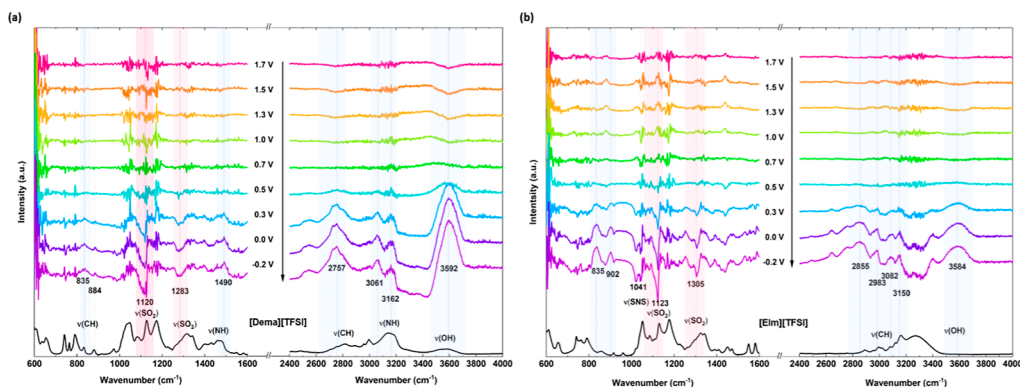 (a)
Intensity (a.u.)
1.7 V
1.5 V
1.3 V
1.0 V
0.7 V
0.5 V
0.3 V
0.0 V
-0.2 V
835
884
1120
ν(SO₂)
1283
1490
2757
3061
3162
3592
ν(CH)
ν(SO₂)
ν(NH)
[Dema][TFSI]
ν(CH)
ν(NH)
ν(OH)
600 800 1000 1200 1400 1600 2400 2600 2800 3000 3200 3400 3600 3800 4000
Wavenumber (cm⁻¹) Wavenumber (cm⁻¹)
(b)
Intensity (a.u.)
1.7 V
1.5 V
1.3 V
1.0 V
0.7 V
0.5 V
0.3 V
0.0 V
-0.2 V
835
902
1041
ν(SNS)
1123
ν(SO₂)
1305
ν(SO₂)
2855
2983
3082
3150
3584
[Eim][TFSI]
ν(CH)
ν(OH)
600 800 1000 1200 1400 1600 2400 2600 2800 3000 3200 3400 3600 3800 4000
Wavenumber (cm⁻¹) Wavenumber (cm⁻¹)